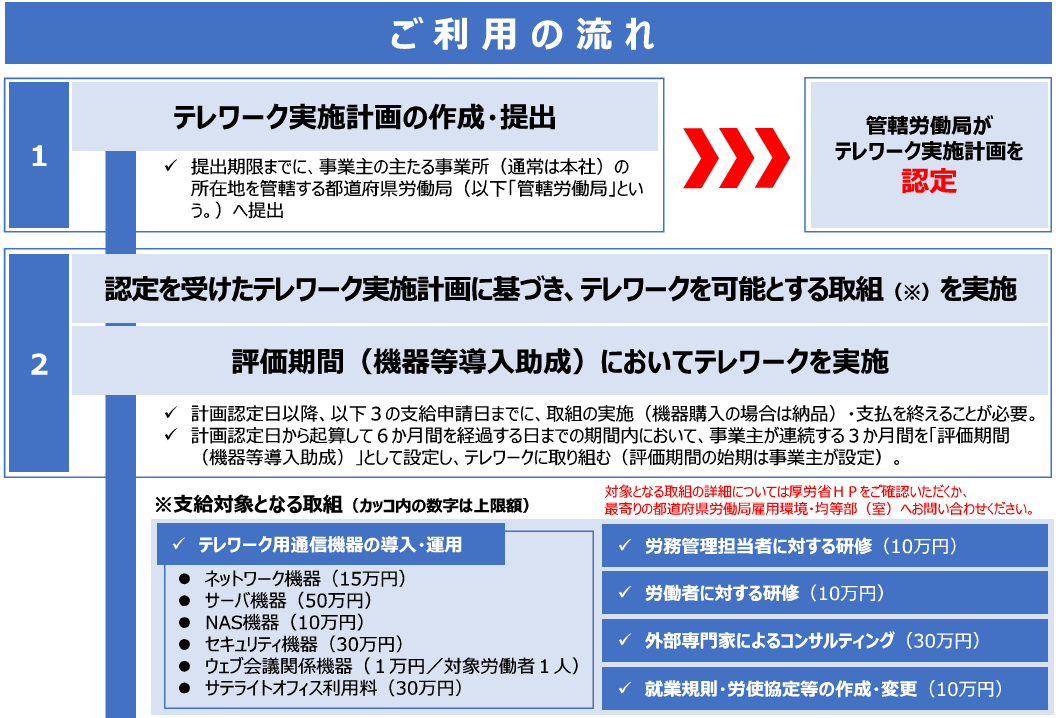 ご利用の流れ
1
テレワーク実施計画の作成・提出
✓ 提出期限までに、事業主の主たる事業所（通常は本社）の
所在地を管轄する都道府県労働局（以下「管轄労働局」とい
う。）へ提出
管轄労働局が
テレワーク実施計画を
認定
2
認定を受けたテレワーク実施計画に基づき、テレワークを可能とする取組（※）を実施
評価期間（機器等導入助成）においてテレワークを実施
✓ 計画認定日以降、以下３の支給申請日までに、取組の実施（機器購入の場合は納品）・支払を終えることが必要。
✓ 計画認定日から起算して６か月間を経過する日までの期間内において、事業主が連続する３か月間を「評価期間
（機器等導入助成）」として設定し、テレワークに取り組む（評価期間の始期は事業主が設定）。
※支給対象となる取組（カッコ内の数字は上限額）
対象となる取組の詳細については厚労省ＨＰをご確認いただくか、
最寄りの都道府県労働局雇用環境・均等部（室）へお問い合わせください。
✓ テレワーク用通信機器の導入・運用
● ネットワーク機器（15万円）
● サーバ機器（50万円）
● NAS機器（10万円）
● セキュリティ機器（30万円）
● ウェブ会議関係機器（１万円／対象労働者１人）
● サテライトオフィス利用料（30万円）
✓ 労務管理担当者に対する研修（10万円）
✓ 労働者に対する研修（10万円）
✓ 外部専門家によるコンサルティング（30万円）
✓ 就業規則・労使協定等の作成・変更（10万円）